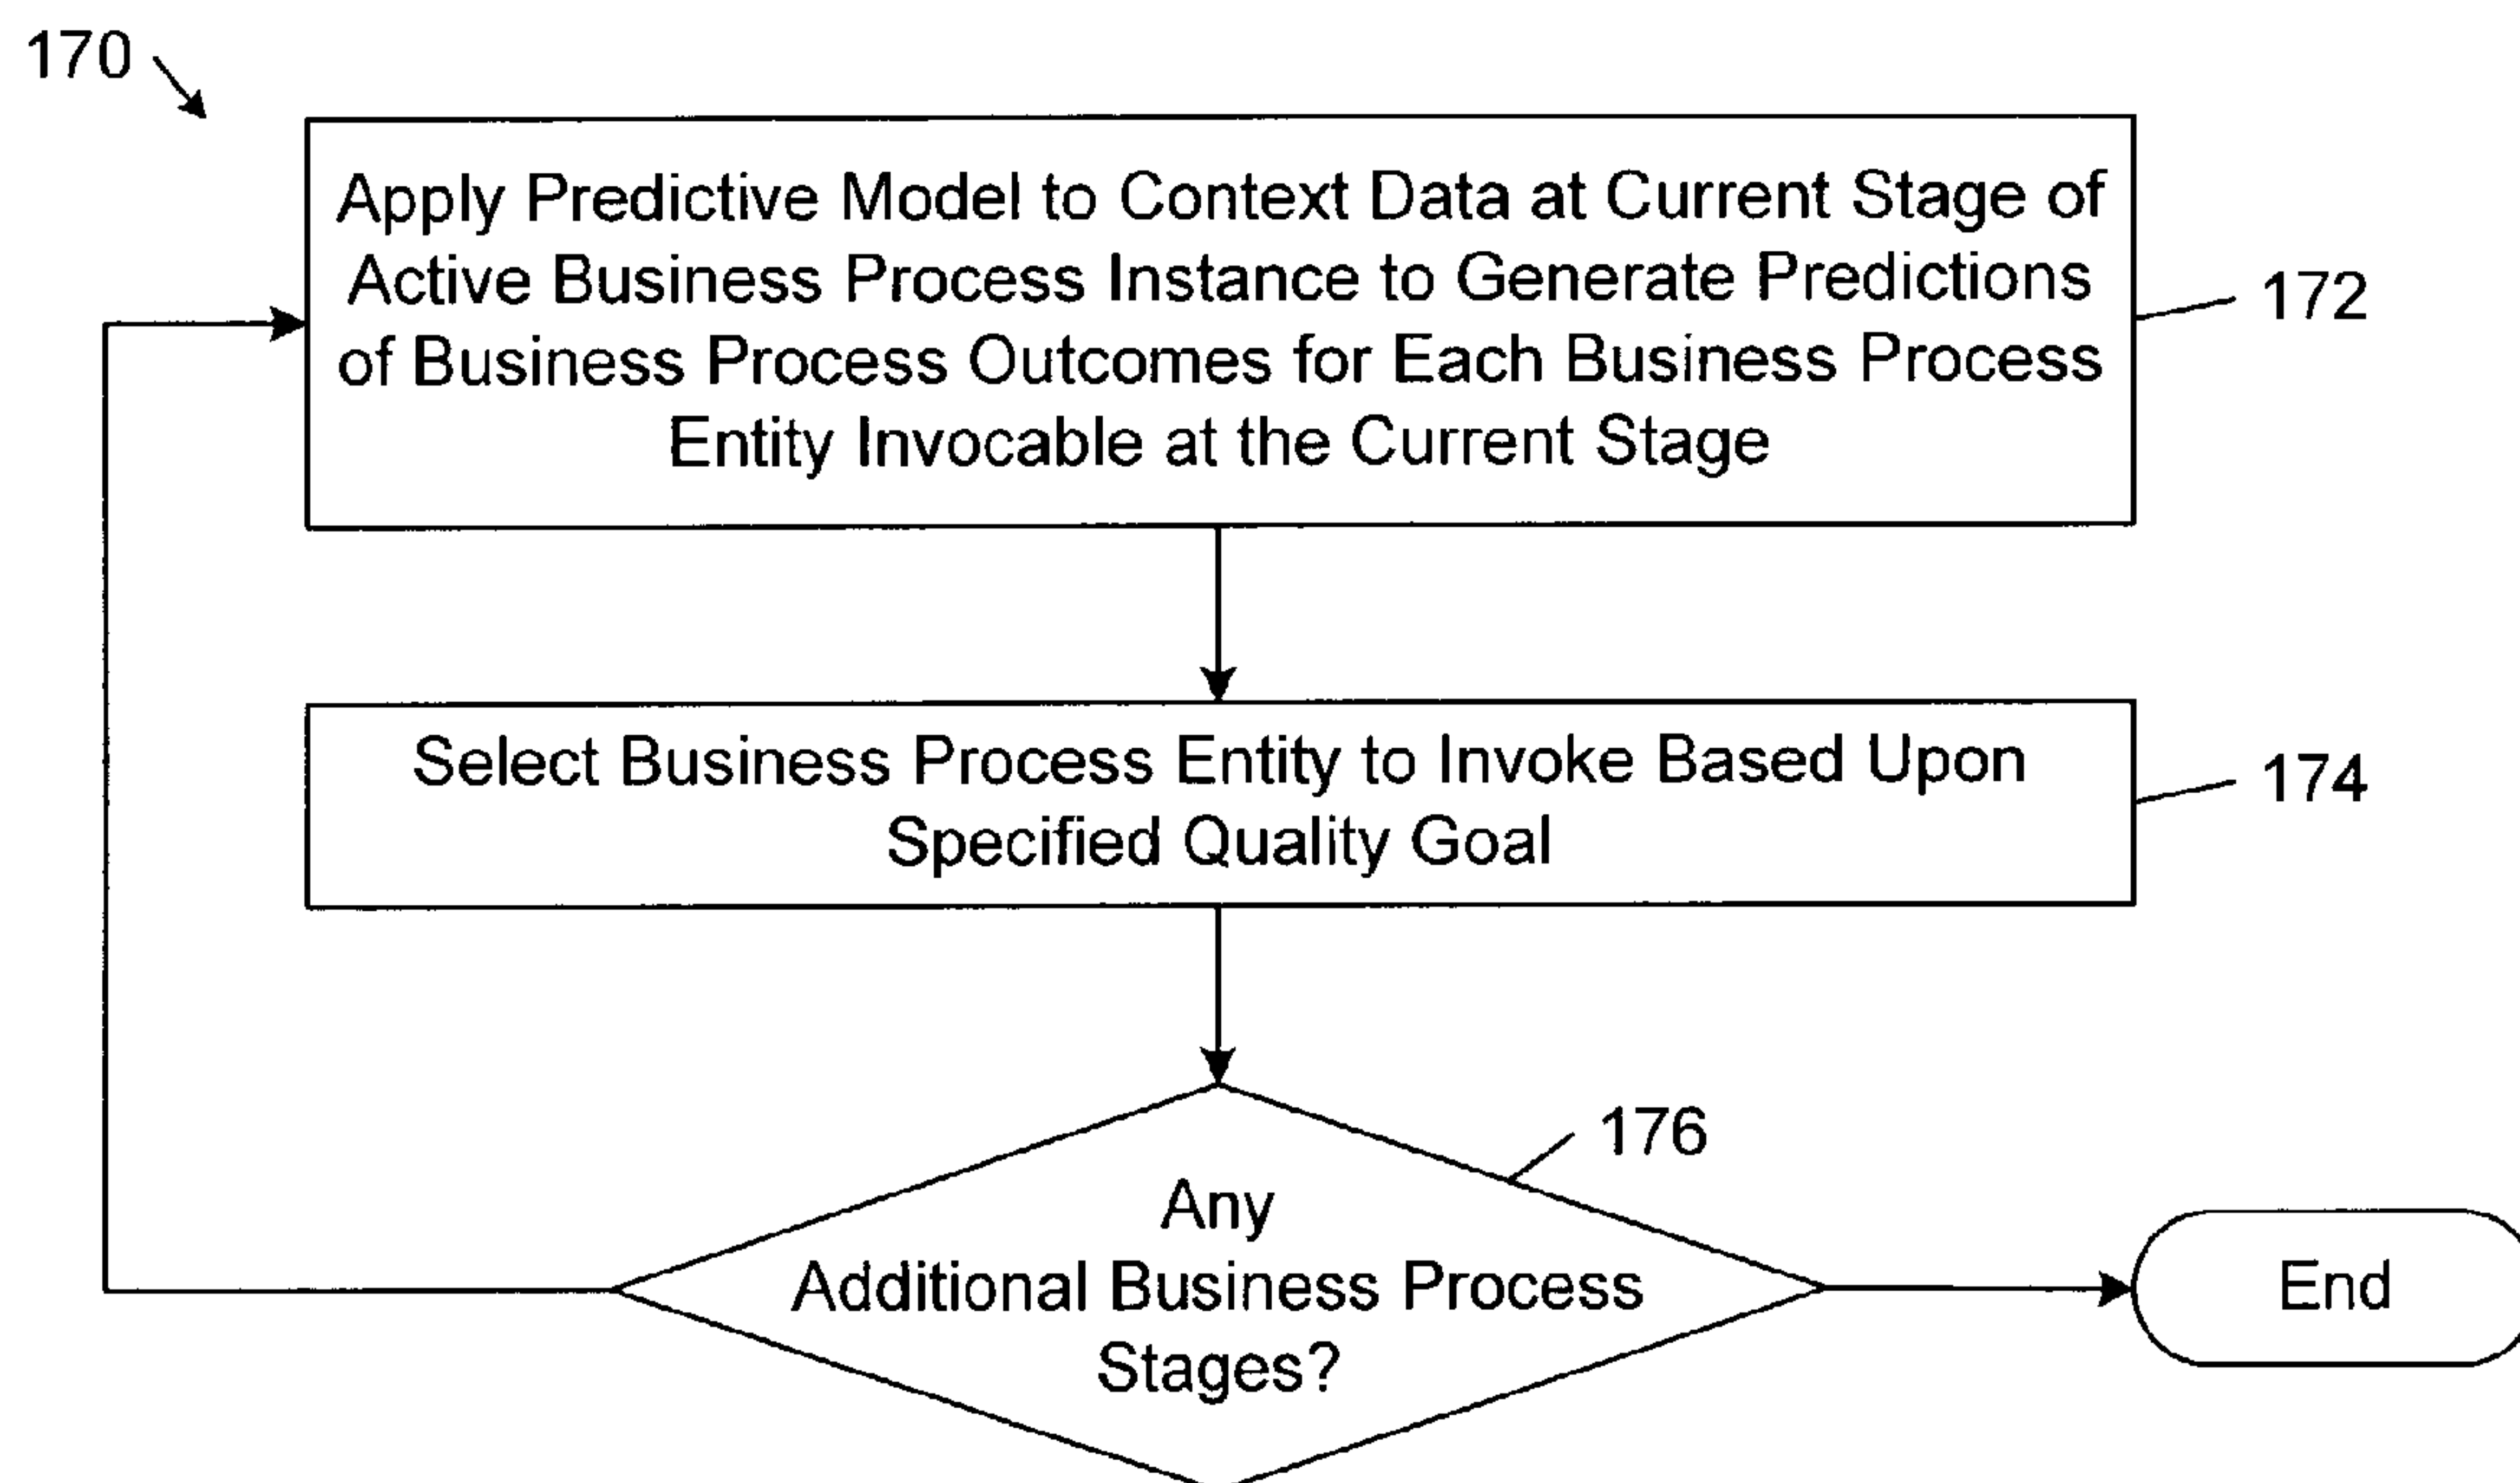 170
Apply Predictive Model to Context Data at Current Stage of
Active Business Process Instance to Generate Predictions
of Business Process Outcomes for Each Business Process
Entity Invocable at the Current Stage
172
Select Business Process Entity to Invoke Based Upon
Specified Quality Goal
174
176
Any
Additional Business Process
Stages?
End